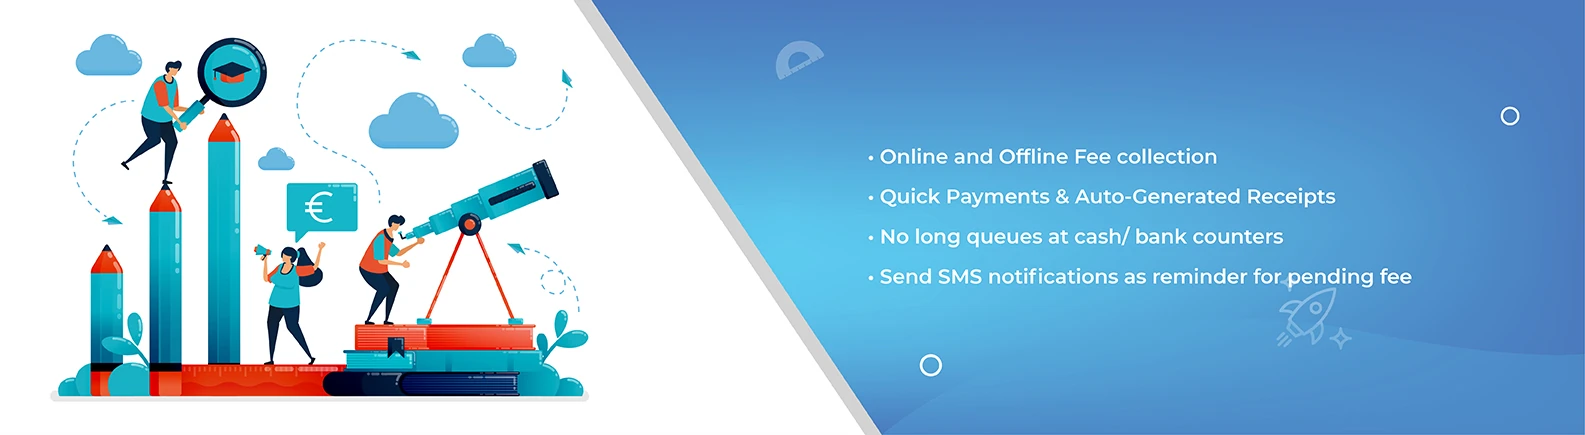 €
• Online and Offline Fee collection
• Quick Payments & Auto-Generated Receipts
• No long queues at cash/ bank counters
• Send SMS notifications as reminder for pending fee